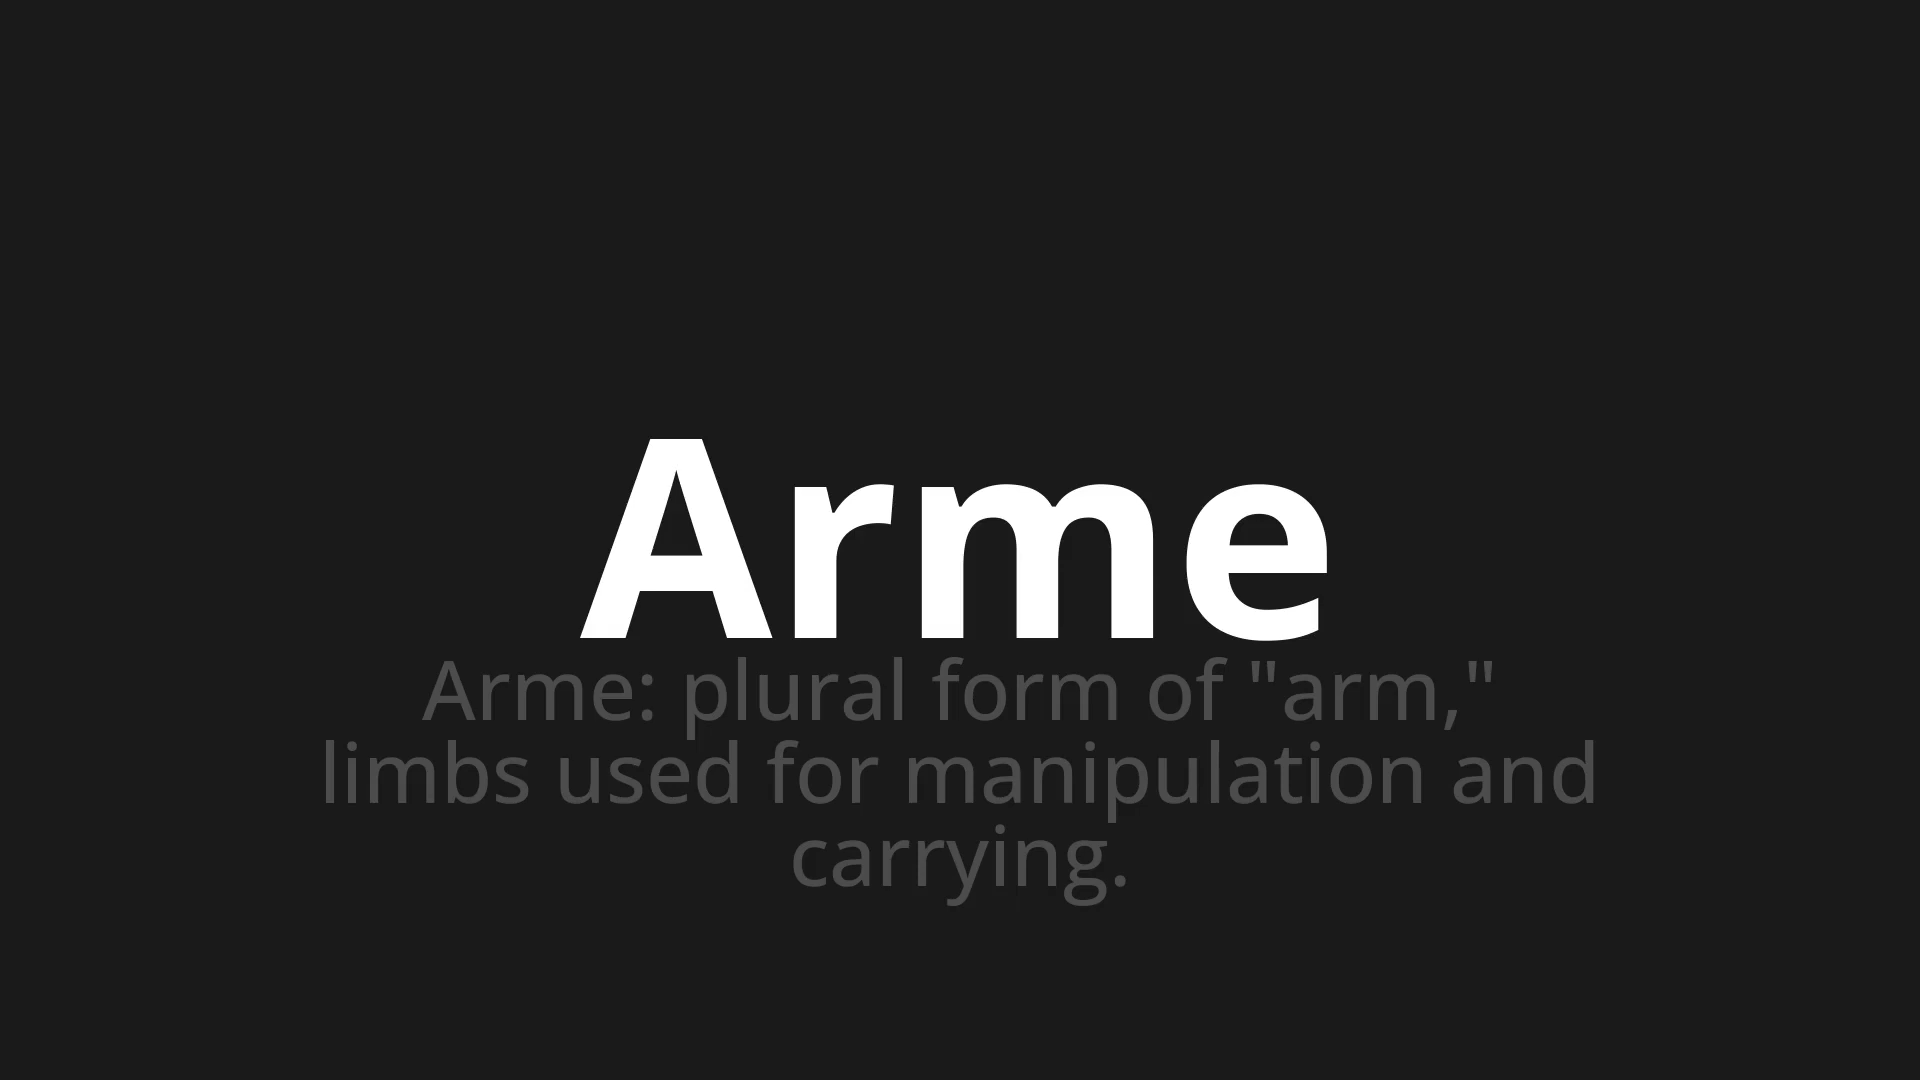 Arme
Arme: plural form of "arm,"
limbs used for manipulation and
carrying.